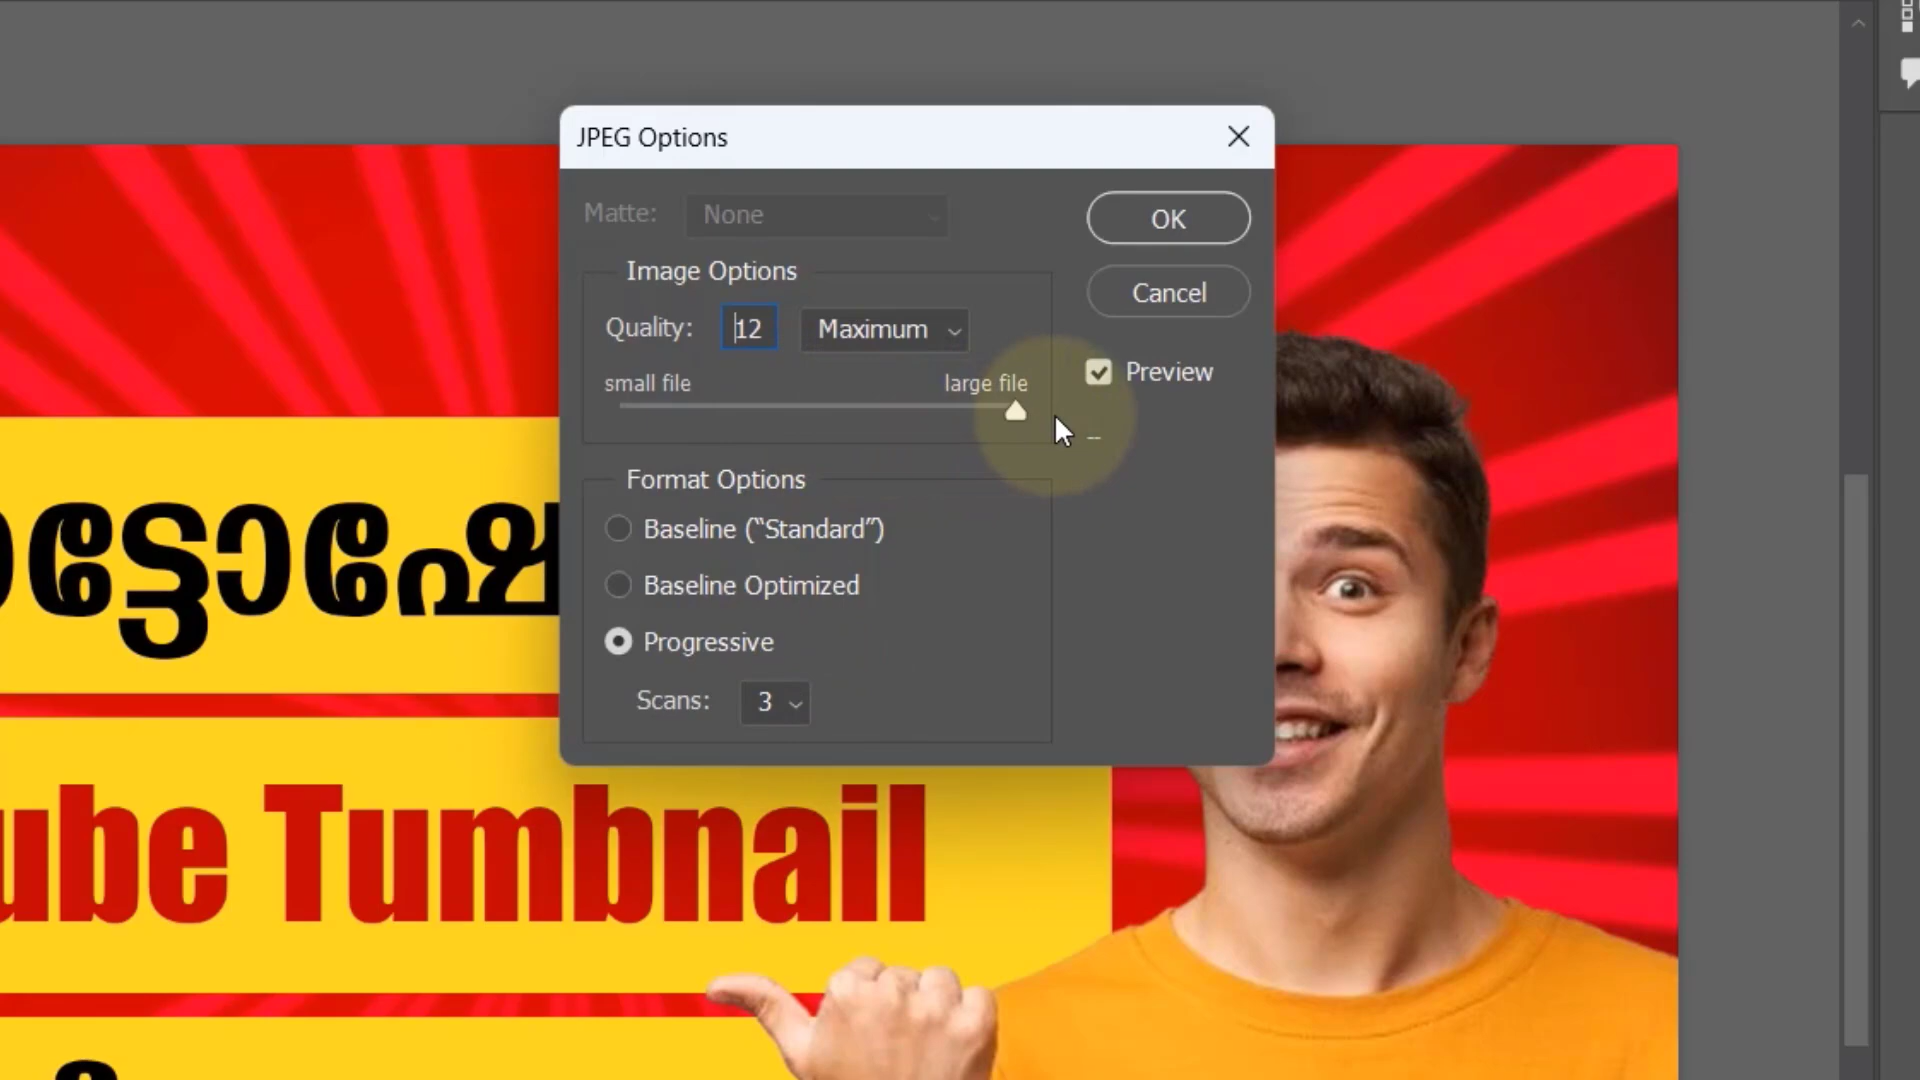 JPEG Options
Matte: None
OK
Image Options
Cancel
Quality: 12 Maximum
Preview
small file large file
--
Format Options
Baseline (“Standard”)
Baseline Optimized
Progressive
Scans: 3
ube Tumbnail